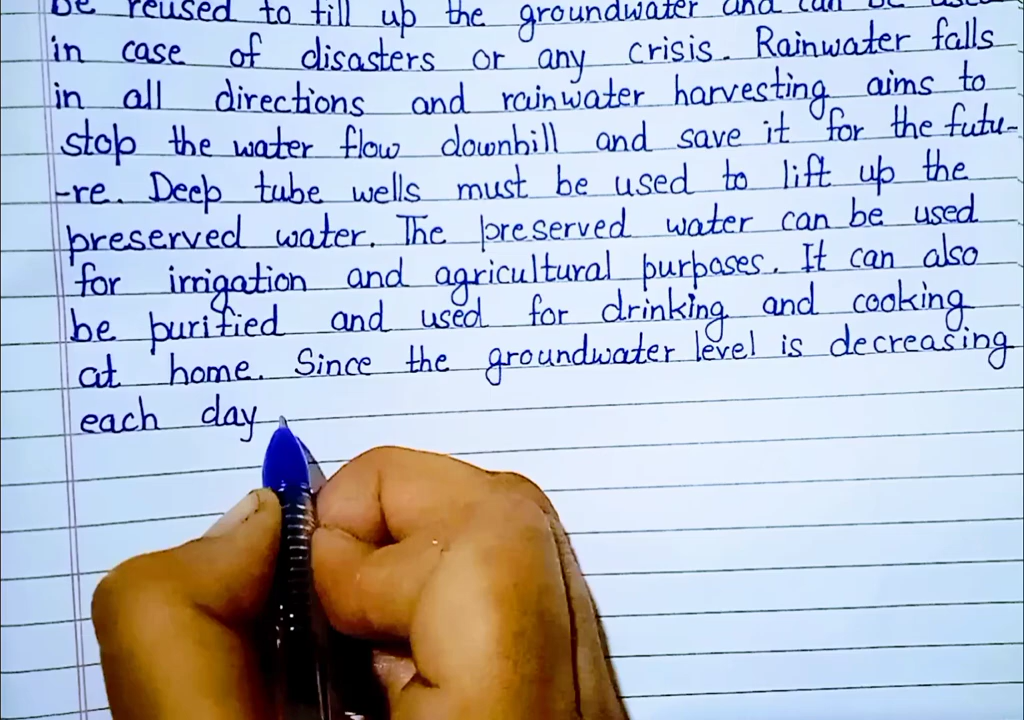 be reused to fill up the groundwater and can be used
in case of disasters or any crisis. Rainwater falls
in all directions and rainwater harvesting aims to
stop the water flow downhill and save it for the futu-
-re. Deep tube wells must be used to lift up the
preserved water. The preserved water can be used
for irrigation and agricultural purposes. It can also
be purified and used for drinking and cooking
at home. Since the groundwater level is decreasing
each day